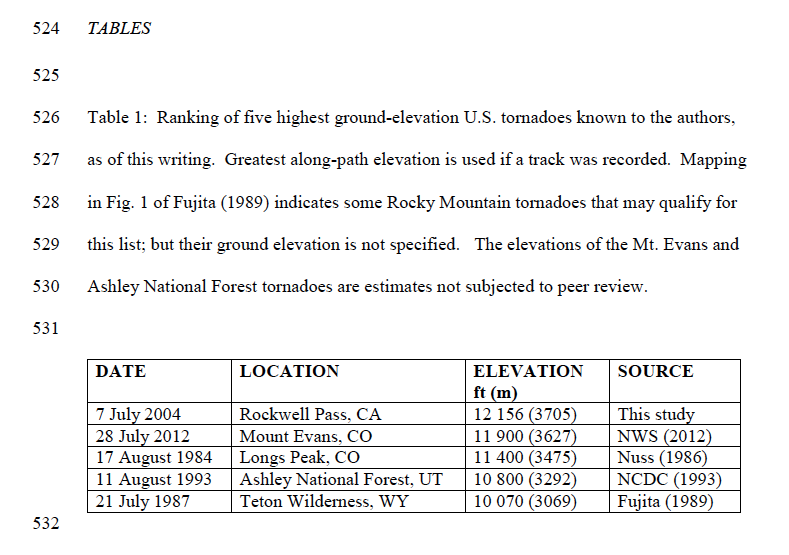 524 TABLES
525
526 Table 1: Ranking of five highest ground-elevation U.S. tornadoes known to the authors,
527 as of this writing. Greatest along-path elevation is used if a track was recorded. Mapping
528 in Fig. 1 of Fujita (1989) indicates some Rocky Mountain tornadoes that may qualify for
529 this list; but their ground elevation is not specified. The elevations of the Mt. Evans and
530 Ashley National Forest tornadoes are estimates not subjected to peer review.
531
DATE LOCATION ELEVATION SOURCE
ft (m)
7 July 2004 Rockwell Pass, CA 12 156 (3705) This study
28 July 2012 Mount Evans, CO 11 900 (3627) NWS (2012)
17 August 1984 Longs Peak, CO 11 400 (3475) Nuss (1986)
11 August 1993 Ashley National Forest, UT 10 800 (3292) NCDC (1993)
21 July 1987 Teton Wilderness, WY 10 070 (3069) Fujita (1989)
532